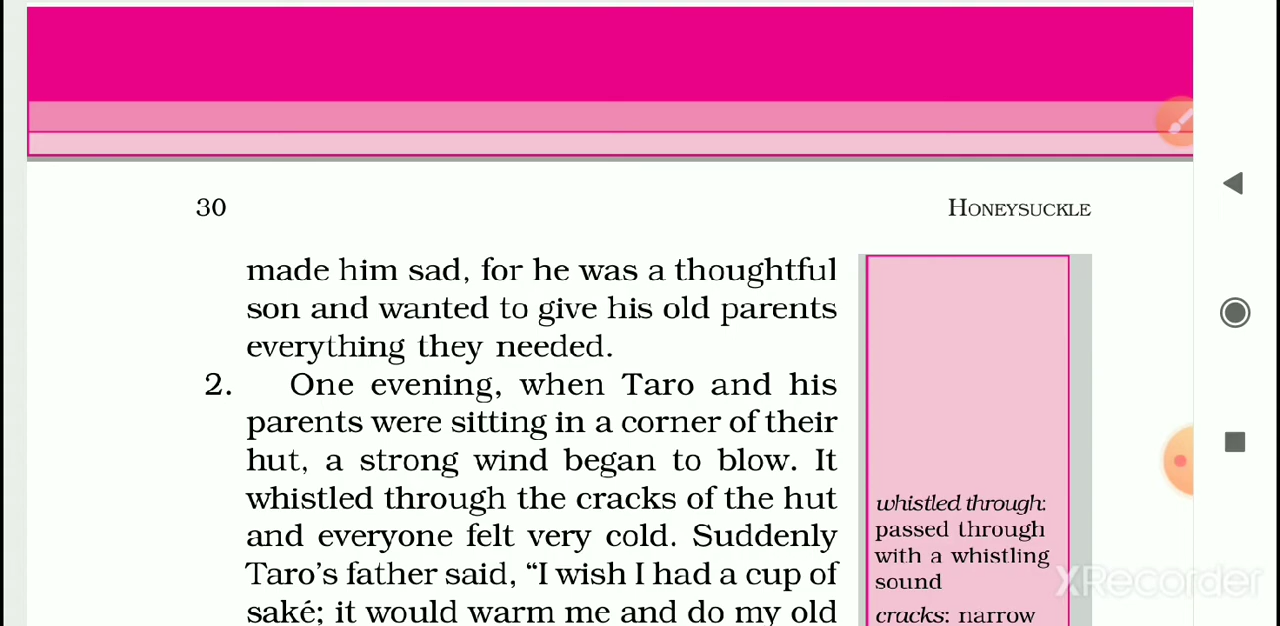 30
HONEYSUCKLE
made him sad, for he was a thoughtful
son and wanted to give his old parents
everything they needed.
2. One evening, when Taro and his
parents were sitting in a corner of their
hut, a strong wind began to blow. It
whistled through the cracks of the hut
and everyone felt very cold. Suddenly
Taro’s father said, “I wish I had a cup of
saké; it would warm me and do my old
whistled through:
passed through
with a whistling
sound
cracks: narrow
XRecorder